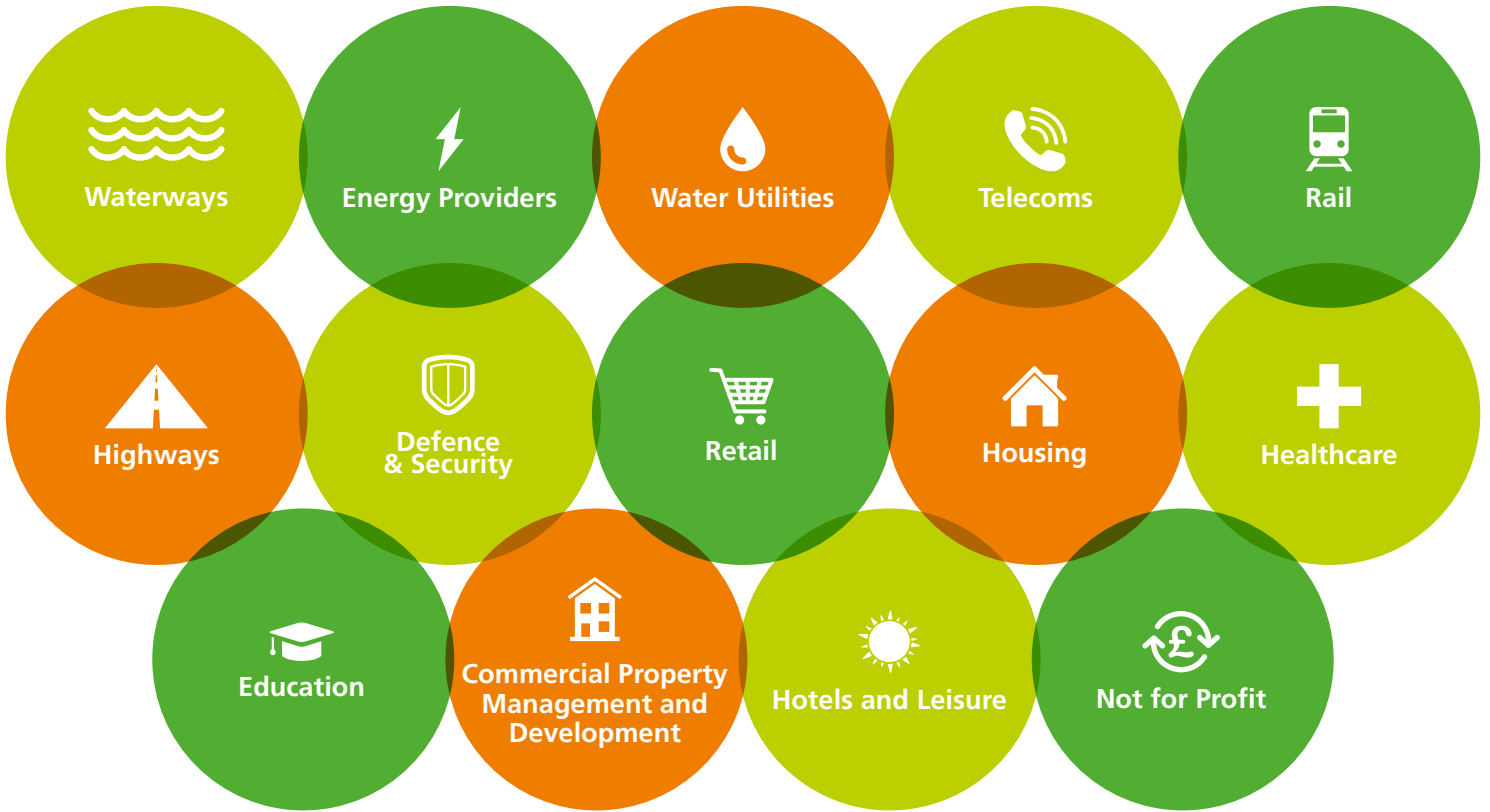 Waterways
Energy Providers
Water Utilities
Telecoms
Rail
Highways
Defence
& Security
Retail
Housing
Healthcare
Education
Commercial Property
Management and
Development
Hotels and Leisure
£
Not for Profit